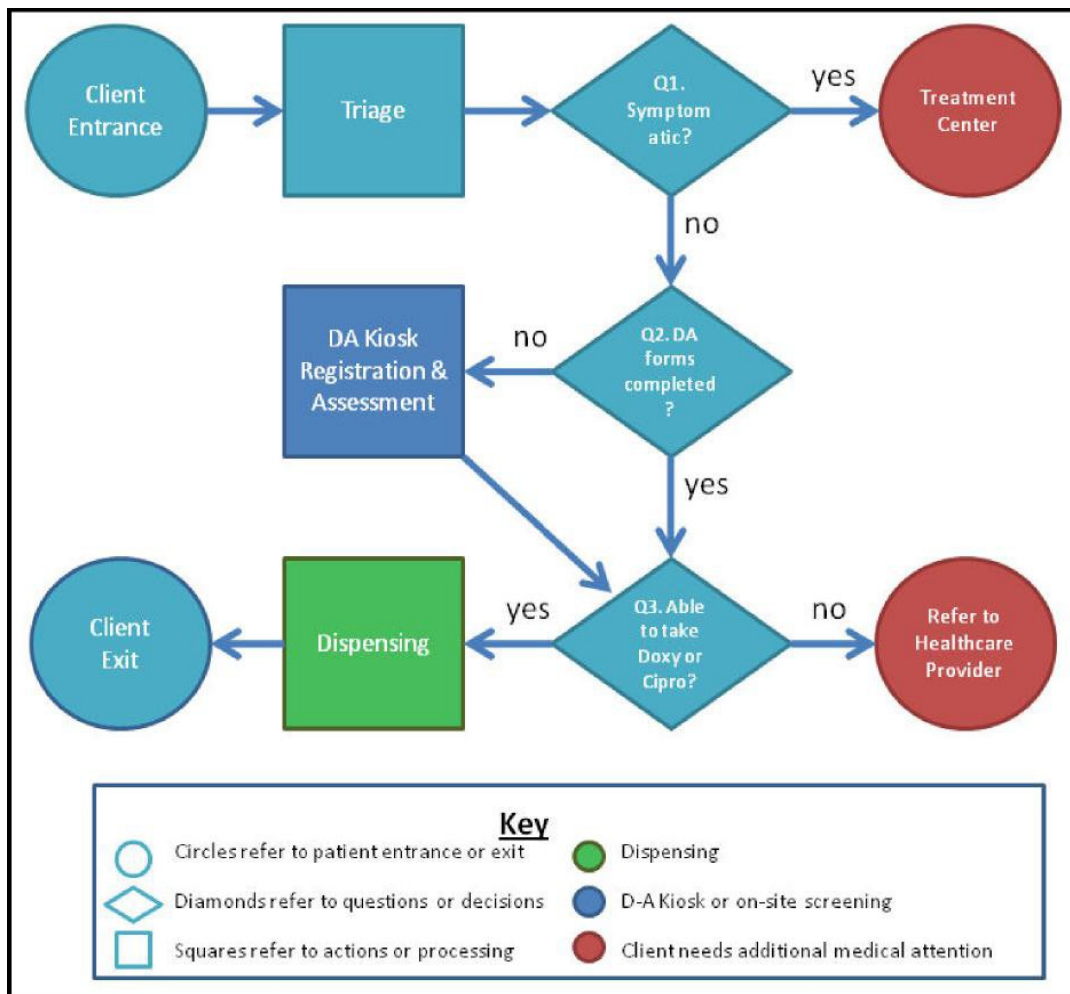 Client
Entrance
Triage
Q1.
Symptom
atic?
yes
Treatment
Center
no
DA Kiosk
Registration &
Assessment
no
Q2. DA
forms
completed
?
yes
Client
Exit
Dispensing
yes
Q3. Able
to take
Doxy or
Cipro?
no
Refer to
Healthcare
Provider
Key
Circles refer to patient entrance or exit
Dispensing
Diamonds refer to questions or decisions
D-A Kiosk or on-site screening
Squares refer to actions or processing
Client needs additional medical attention